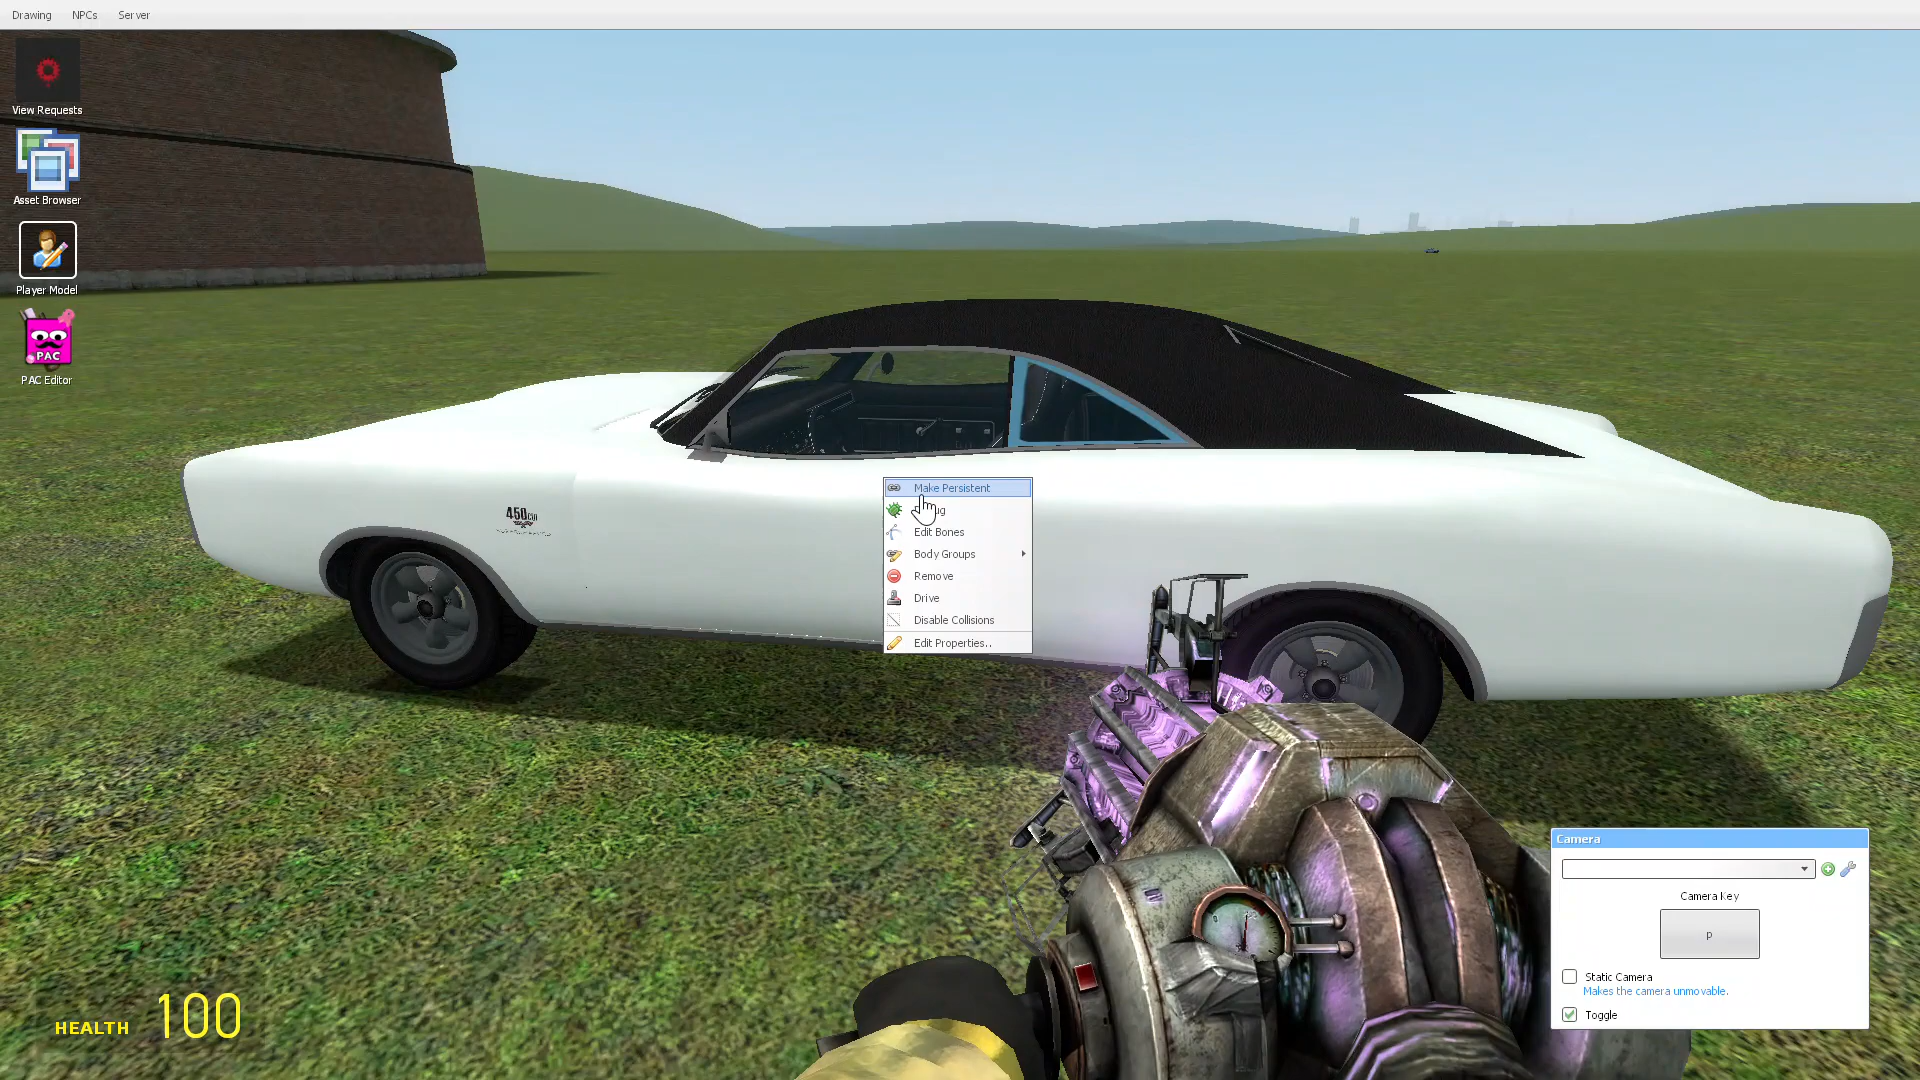 Drawing NPCs Server
View Requests
Asset Browser
Player Model
PAC
PAC Editor
450
Make Persistent
Edit Bones
Body Groups
Remove
Drive
Disable Collisions
Edit Properties..
Camera
Camera Key
p
Static Camera
Makes the camera unmovable.
Toggle
HEALTH 100